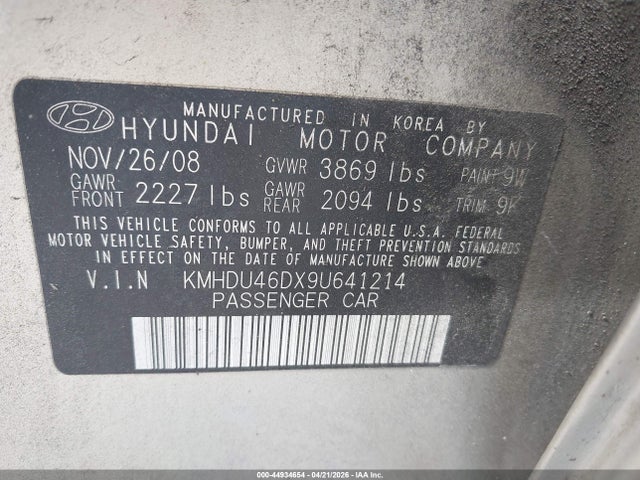 MANUFACTURED IN KOREA BY
HYUNDAI MOTOR COMPANY
NOV/26/08 GVWR 3869 lbs PAINT 9W
GAWR FRONT 2227 lbs GAWR REAR 2094 lbs TRIM 9K
THIS VEHICLE CONFORMS TO ALL APPLICABLE U.S.A. FEDERAL
MOTOR VEHICLE SAFETY, BUMPER, AND THEFT PREVENTION STANDARDS
IN EFFECT ON THE DATE OF MANUFACTURE SHOWN ABOVE
V.I.N KMHDU46DX9U641214
PASSENGER CAR
000-44934654 04/21/2026 - IAA Inc.